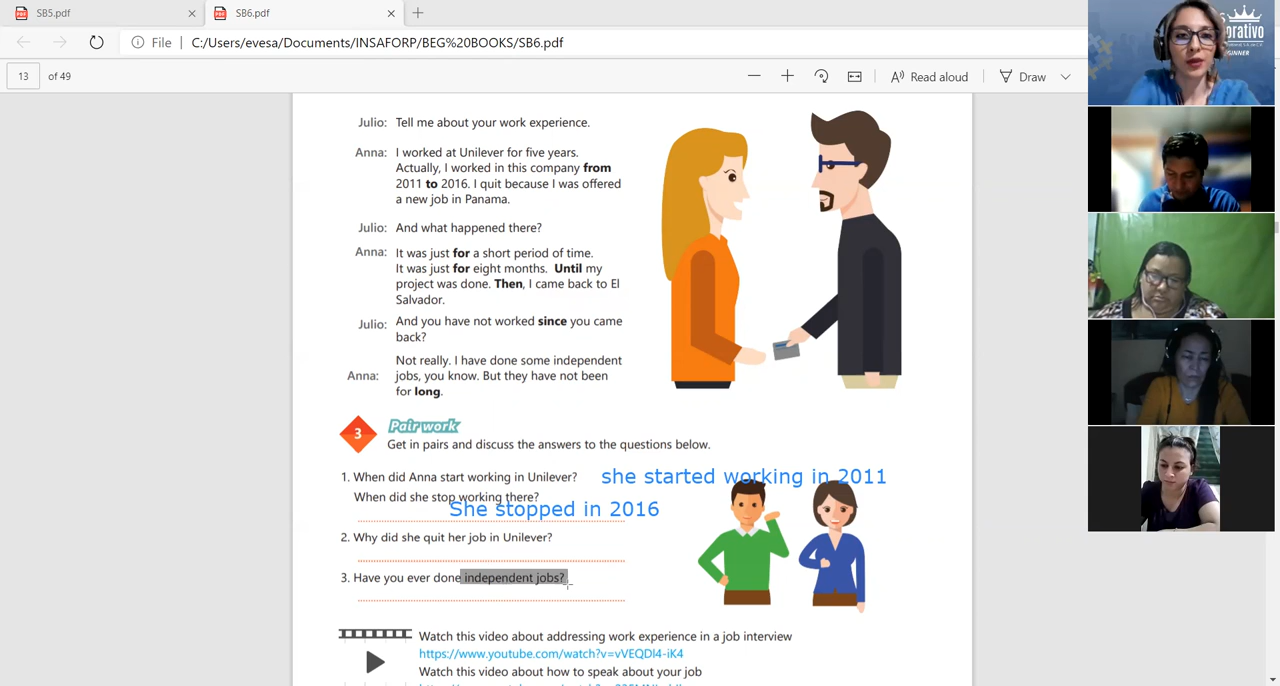 SB5.pdf
SB6.pdf
File
C:/Users/evesa/Documents/INSAFORP/BEG%20BOOKS/SB6.pdf
13 of 49
Read aloud
Draw
Julio: Tell me about your work experience.
Anna: I worked at Unilever for five years.
Actually, I worked in this company from
2011 to 2016. I quit because I was offered
a new job in Panama.
Julio: And what happened there?
Anna: It was just for a short period of time.
It was just for eight months. Until my
project was done. Then, I came back to El
Salvador.
Julio: And you have not worked since you came
back?
Not really. I have done some independent
Anna: jobs, you know. But they have not been
for long.
3 Pair work
Get in pairs and discuss the answers to the questions below.
1. When did Anna start working in Unilever? she started working in 2011
When did she stop working there?
She stopped in 2016
2. Why did she quit her job in Unilever?
3. Have you ever done independent jobs?
Watch this video about addressing work experience in a job interview
https://www.youtube.com/watch?v=vVEQDl4-iK4
Watch this video about how to speak about your job